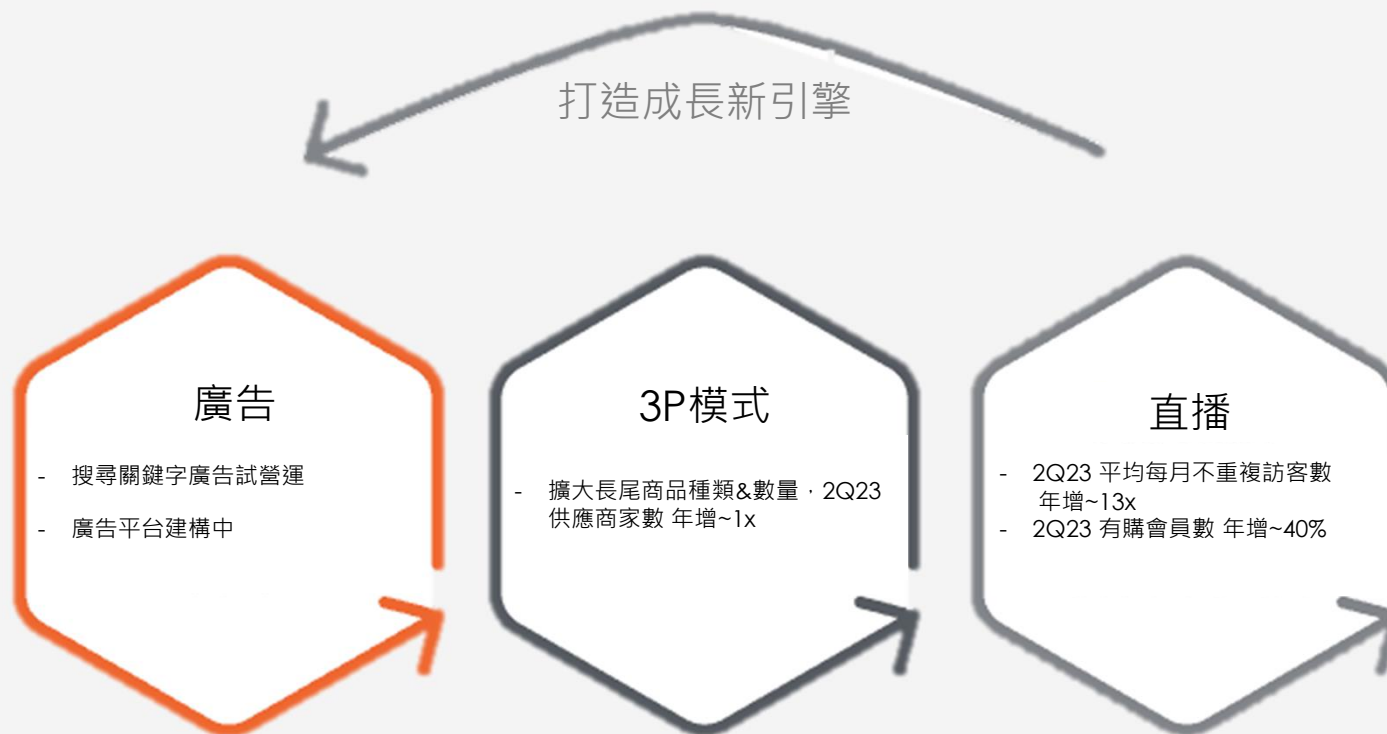 打造成長新引擎
廣告
- 搜尋關鍵字廣告試營運
- 廣告平台建構中
3P模式
- 擴大長尾商品種類&數量，2Q23
供應商家數 年增~1x
直播
- 2Q23 平均每月不重複訪客數
年增~13x
- 2Q23 有購會員數 年增~40%